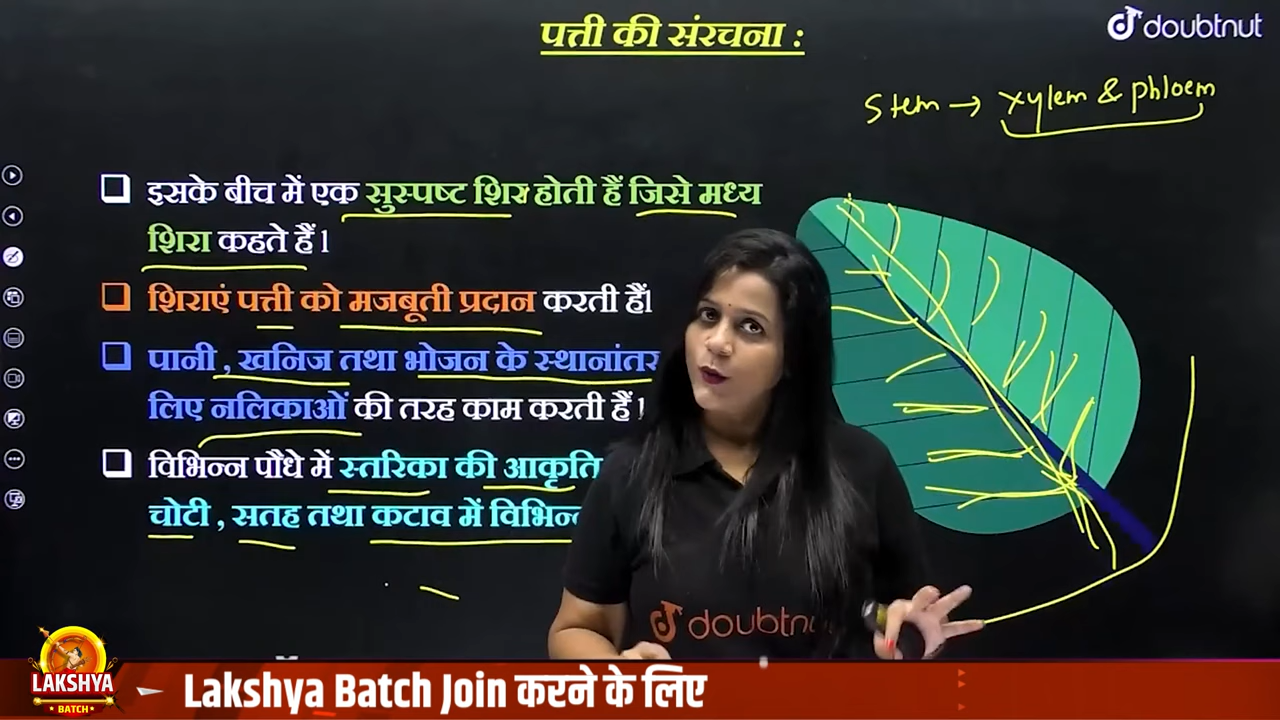 पत्ती की संरचना :
doubtnut
Stem → xylem & phloem
इसके बीच में एक सुस्पष्ट शिरा होती हैं जिसे मध्य
शिरा कहते हैं।
शिराएं पत्ती को मजबूती प्रदान करती हैं।
पानी , खनिज तथा भोजन के स्थानांतर
लिए नलिकाओं की तरह काम करती हैं।
विभिन्न पौधे में स्तरिका की आकृति
चोटी , सतह तथा कटाव में
doubtnu
LAKSHYA
BATCH
Lakshya Batch Join करने के लिए